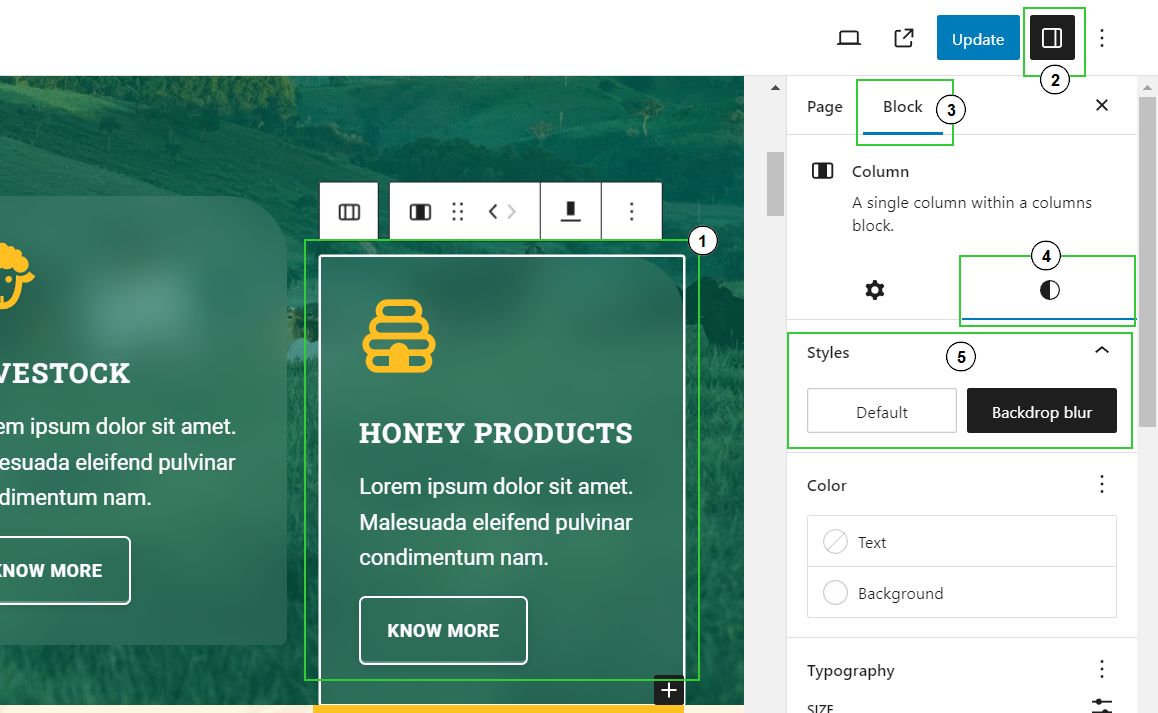 Update
2
Page
Block
3
Column
A single column within a columns
block.
1
4
Styles
5
Default
Backdrop blur
VESTOCK
em ipsum dolor sit amet.
lesuada eleifend pulvinar
ndimentum nam.
KNOW MORE
HONEY PRODUCTS
Lorem ipsum dolor sit amet.
Malesuada eleifend pulvinar
condimentum nam.
KNOW MORE
Color
Text
Background
Typography
SIZE